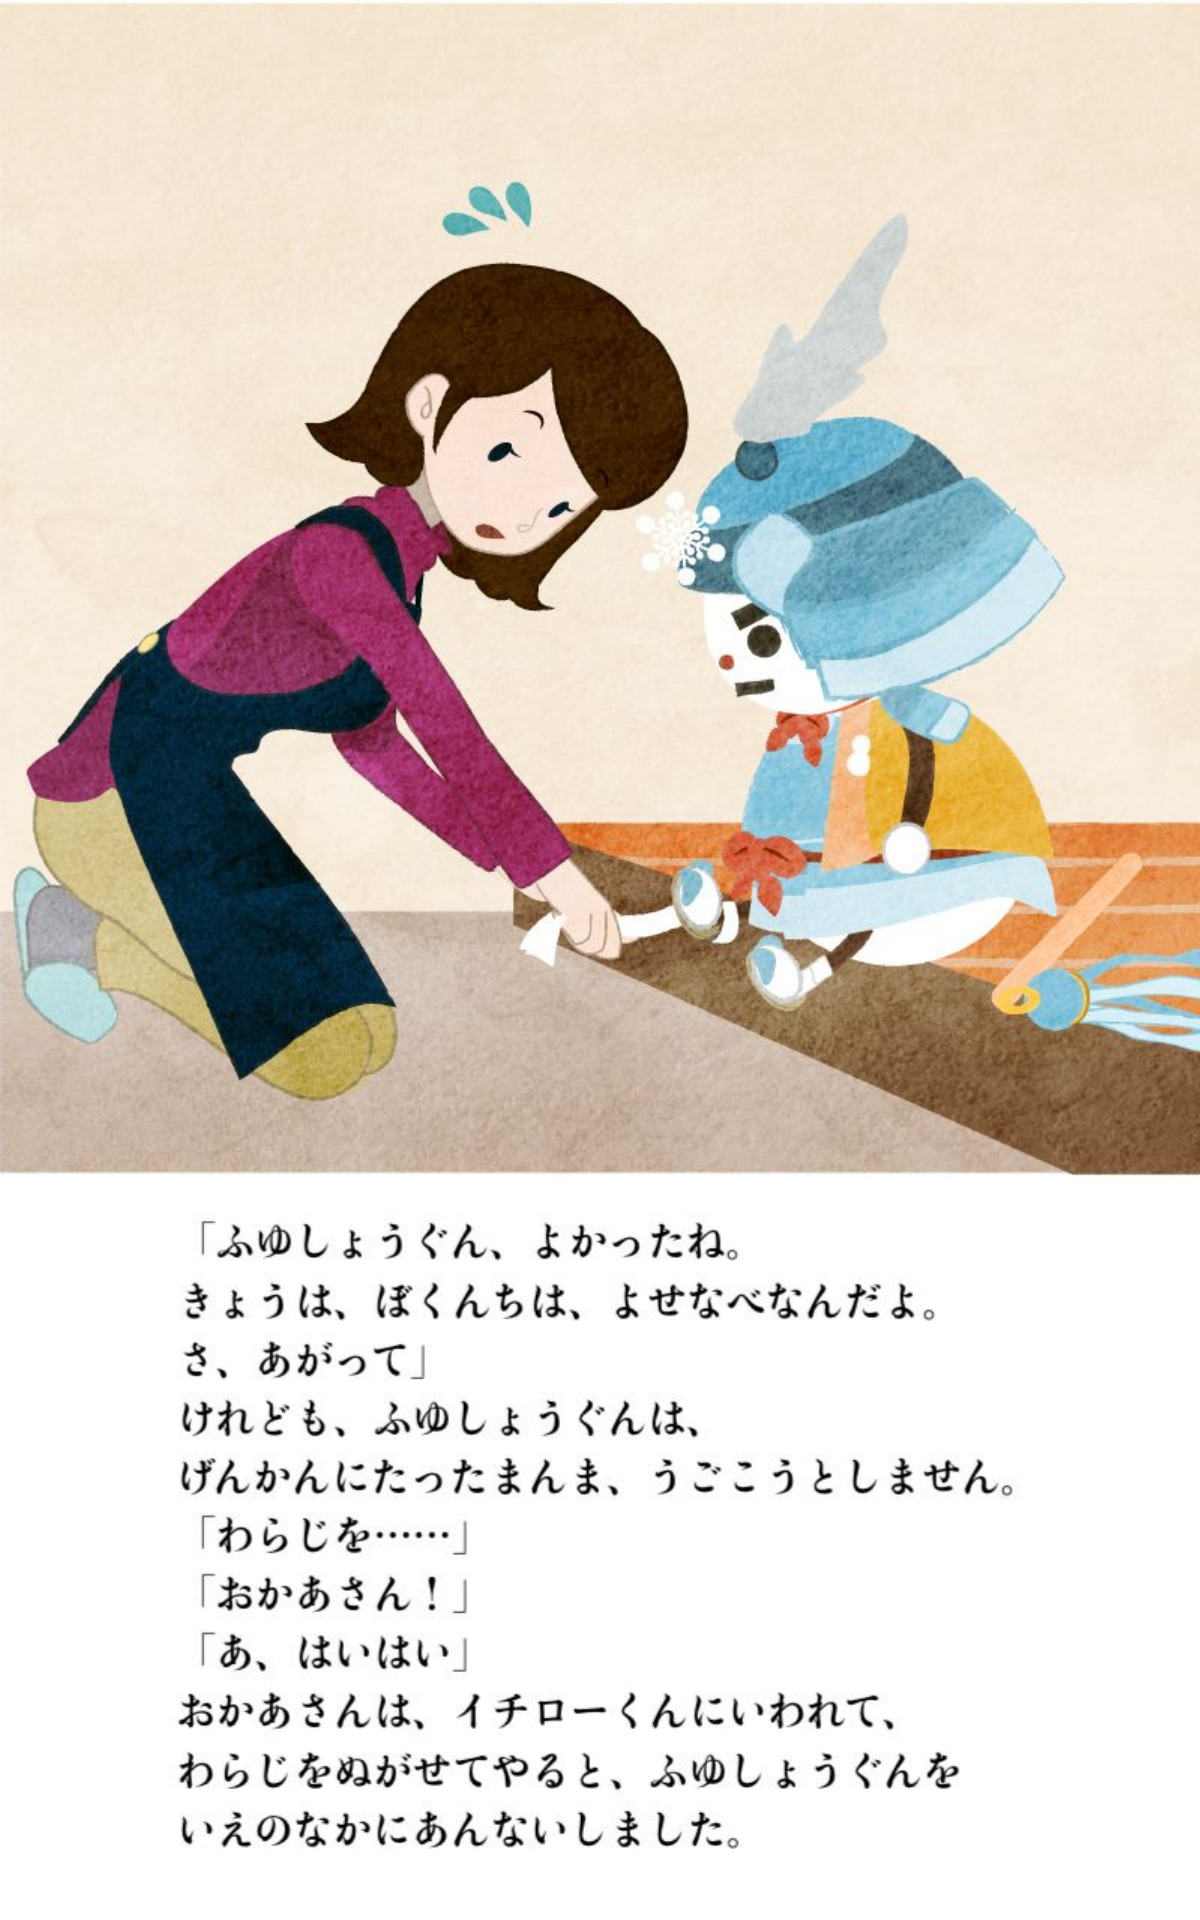 「ふゆしょうぐん、よかったね。
きょうは、ぼくんちは、よせなべなんだよ。
さ、あがって」
けれども、ふゆしょうぐんは、
げんかんにたったまんま、うごこうとしません。
「わらじを……」
「おかあさん！」
「あ、はいはい」
おかあさんは、イチローくんにいわれて、
わらじをぬがせてやると、ふゆしょうぐんを
いえのなかにあんないしました。